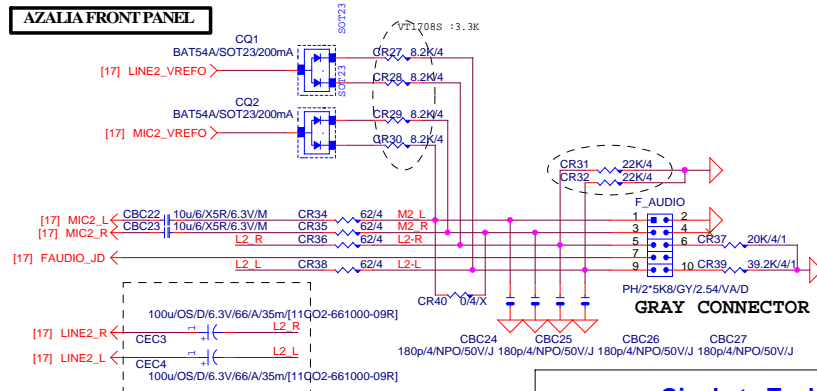 AZALIA FRONT PANEL
SOT23
VT1708S :3.3K
CQ1
BAT54A/SOT23/200mA
CR27 8.2K/4
[17] LINE2_VREFO
SOT23
CR28 8.2K/4
CQ2
BAT54A/SOT23/200mA
CR29 8.2K/4
[17] MIC2_VREFO
CR30 8.2K/4
CR31 22K/4
CR32 22K/4
F_AUDIO
[17] MIC2_L CBC22 10u/6/X5R/6.3V/M CR34 62/4 M2_L 1 2
[17] MIC2_R CBC23 10u/6/X5R/6.3V/M CR35 62/4 M2_R 3 4
L2_R CR36 62/4 L2-R 5 6 CR37 20K/4/1
[17] FAUDIO_JD 7
L2_L CR38 62/4 L2-L 9 10 CR39 39.2K/4/1
PH/2*5K8/GY/2.54/VA/D
CR40 0/4/X
GRAY CONNECTOR
100u/OS/D/6.3V/66/A/35m/[11CO2-661000-09R]
[17] LINE2_R 1 + L2_R
CEC3
CBC24 CBC25 CBC26 CBC27
180p/4/NPO/50V/J 180p/4/NPO/50V/J 180p/4/NPO/50V/J 180p/4/NPO/50V/J
[17] LINE2_L 1 + L2_L
CEC4
100u/OS/D/6.3V/66/A/35m/[11CO2-661000-09R]